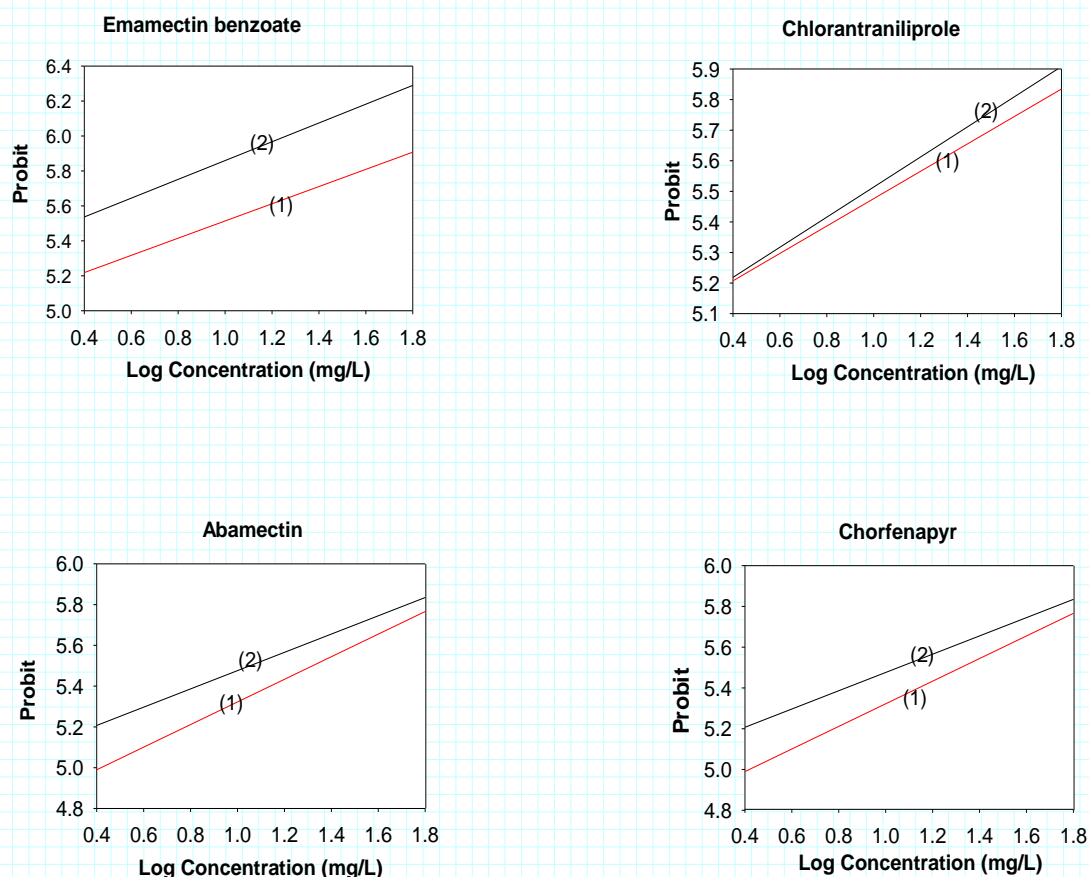 Emamectin benzoate
6.4
6.2
6.0
5.8
5.6
5.4
5.2
5.0
Probit
(2)
(1)
0.4 0.6 0.8 1.0 1.2 1.4 1.6 1.8
Log Concentration (mg/L)
Chlorantraniliprole
5.9
5.8
5.7
5.6
5.5
5.4
5.3
5.2
5.1
Probit
(2)
(1)
0.4 0.6 0.8 1.0 1.2 1.4 1.6 1.8
Log Concentration (mg/L)
Abamectin
6.0
5.8
5.6
5.4
5.2
5.0
4.8
Probit
(2)
(1)
0.4 0.6 0.8 1.0 1.2 1.4 1.6 1.8
Log Concentration (mg/L)
Chorfenapyr
6.0
5.8
5.6
5.4
5.2
5.0
4.8
Probit
(2)
(1)
0.4 0.6 0.8 1.0 1.2 1.4 1.6 1.8
Log Concentration (mg/L)